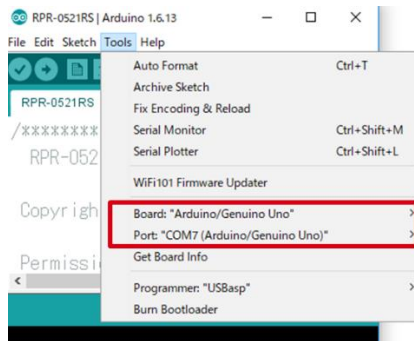 RPR-0521RS | Arduino 1.6.13
File Edit Sketch Tools Help
RPR-0521RS
/********
RPR-052
Copyrigh
Permissi
Auto Format Ctrl+T
Archive Sketch
Fix Encoding & Reload
Serial Monitor Ctrl+Shift+M
Serial Plotter Ctrl+Shift+L
WiFi101 Firmware Updater
Board: "Arduino/Genuino Uno"
Port: "COM7 (Arduino/Genuino Uno)"
Get Board Info
Programmer: "USBasp"
Burn Bootloader